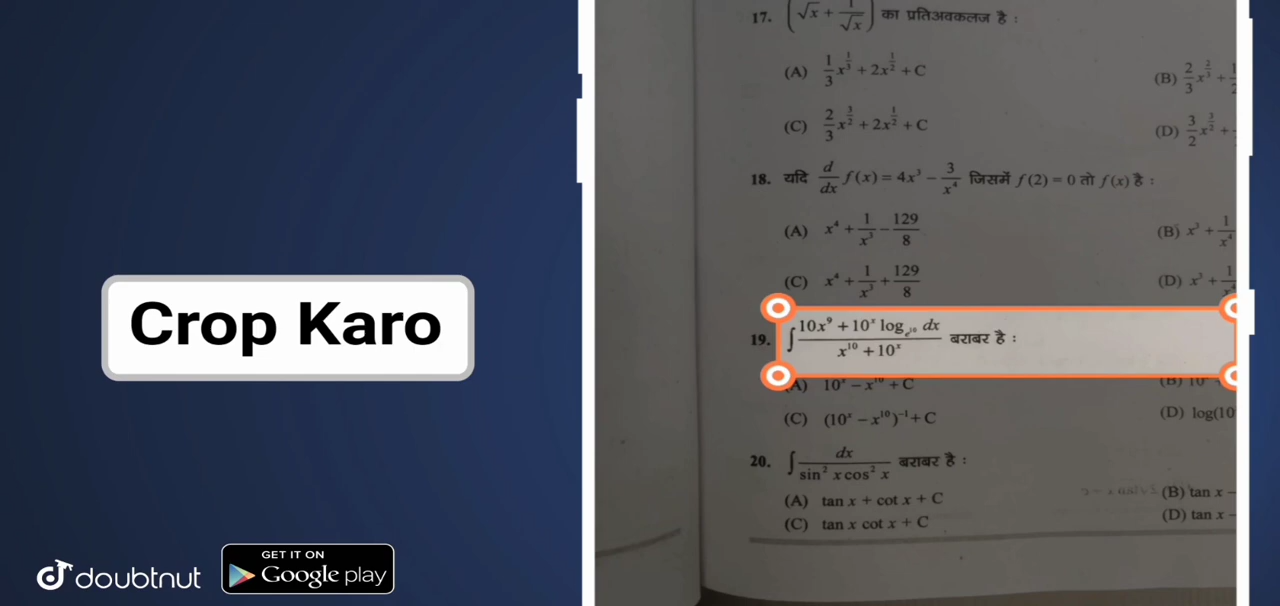 Crop Karo
doubtnut
GET IT ON
Google play
17. (√x + 1/√x) का प्रतिअवकलज है :
(A) 1/3 x^(1/3) + 2x^(1/2) + C
(B) 2/3 x^(2/3) +
(C) 2/3 x^(3/2) + 2x^(1/2) + C
(D) 3/2 x^(3/2) +
18. यदि d/dx f(x) = 4x³ − 3/x⁴ जिसमें f(2) = 0 तो f(x) है :
(A) x⁴ + 1/x³ − 129/8
(B) x³ + 1/x⁴
(C) x⁴ + 1/x³ + 129/8
(D) x³ +
19. ∫ (10x⁹ + 10ˣ log_e¹⁰ dx)/(x¹⁰ + 10ˣ) बराबर है :
(A) 10ˣ − x¹⁰ + C
(B) 10ˣ
(C) (10ˣ − x¹⁰)⁻¹ + C
(D) log(10
20. ∫ dx/(sin² x cos² x) बराबर है :
(A) tan x + cot x + C
(B) tan x −
(C) tan x cot x + C
(D) tan x −